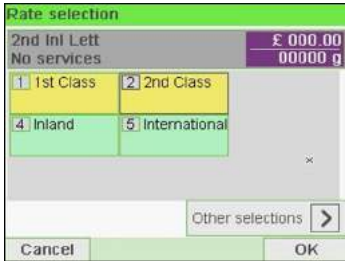 Rate selection
2nd Inl Lett
£ 000.00
No services
00000 g
1 1st Class
2 2nd Class
4 Inland
5 International
Other selections >
Cancel
OK